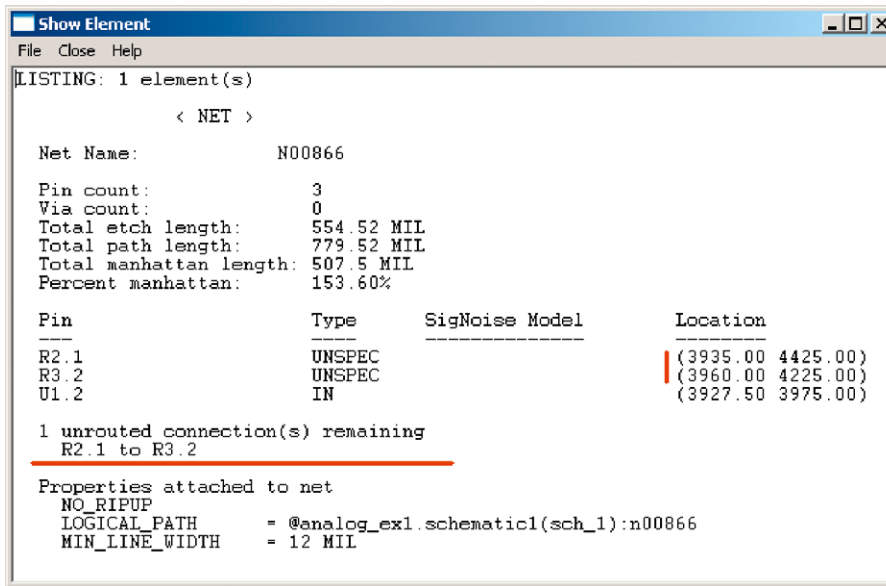 Show Element
File Close Help
LISTING: 1 element(s)
< NET >
Net Name: N00866
Pin count: 3
Via count: 0
Total etch length: 554.52 MIL
Total path length: 779.52 MIL
Total manhattan length: 507.5 MIL
Percent manhattan: 153.60%
Pin Type SigNoise Model Location
--- ---- -------------- --------
R2.1 UNSPEC (3935.00 4425.00)
R3.2 UNSPEC (3960.00 4225.00)
U1.2 IN (3927.50 3975.00)
1 unrouted connection(s) remaining
R2.1 to R3.2
Properties attached to net
NO_RIPUP
LOGICAL_PATH = @analog_ex1.schematic1(sch_1):n00866
MIN_LINE_WIDTH = 12 MIL